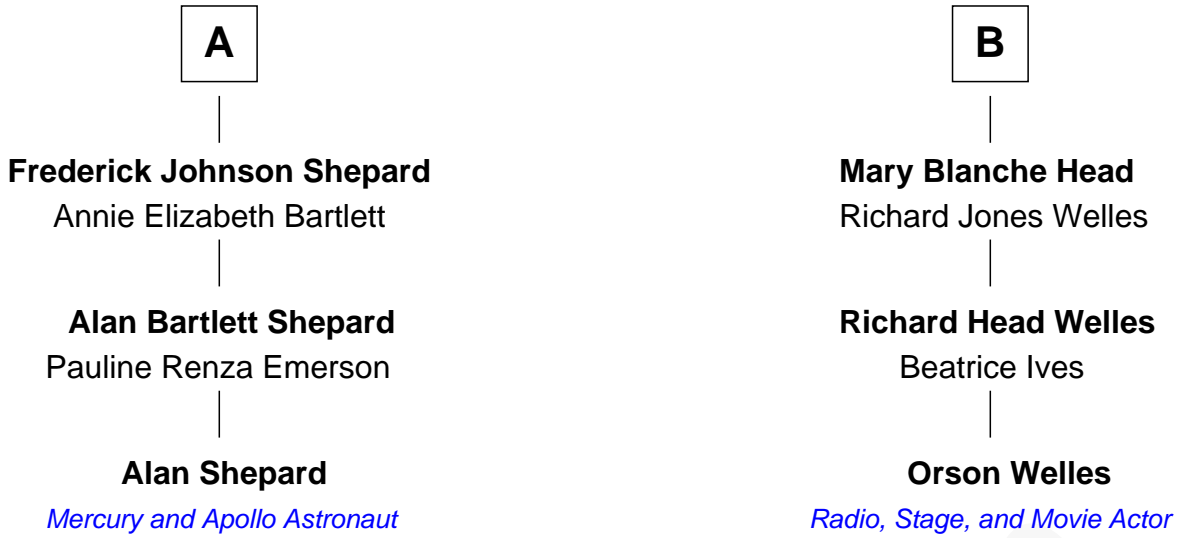 A
Frederick Johnson Shepard
Annie Elizabeth Bartlett
Alan Bartlett Shepard
Pauline Renza Emerson
Alan Shepard
Mercury and Apollo Astronaut
B
Mary Blanche Head
Richard Jones Welles
Richard Head Welles
Beatrice Ives
Orson Welles
Radio, Stage, and Movie Actor